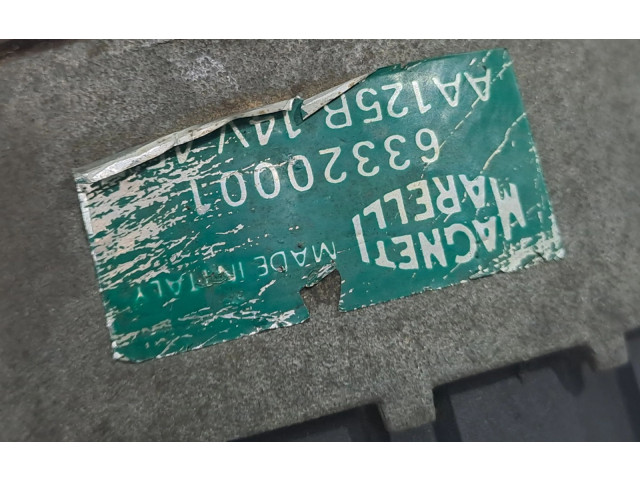 MAGNETI
MARELLI
MADE IN ITALY
63320001
AA125R 14V